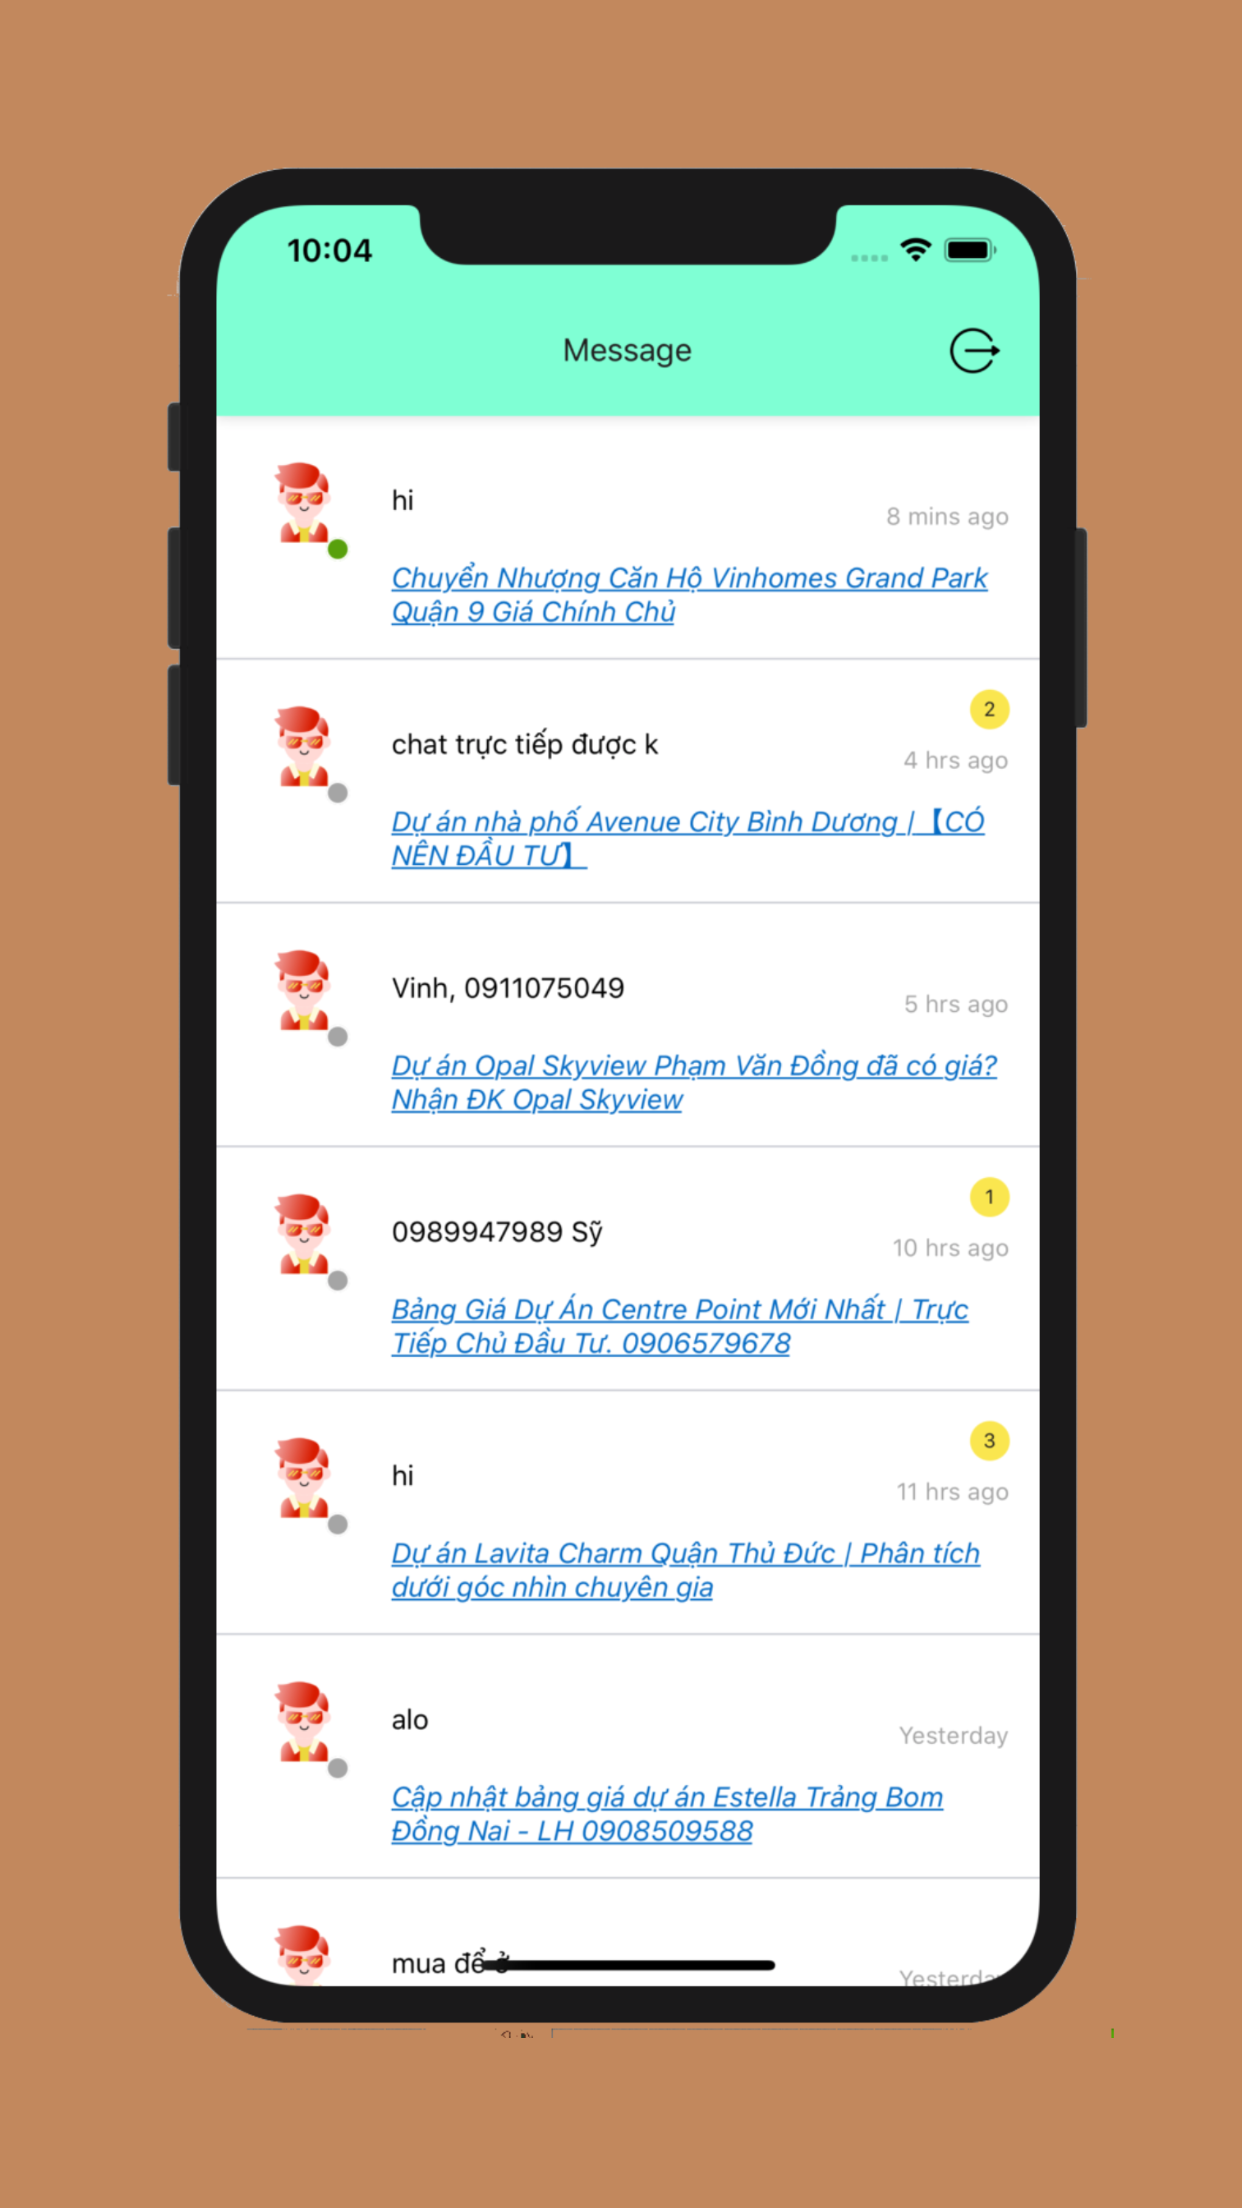 10:04
Message
hi
8 mins ago
Chuyển Nhượng Căn Hộ Vinhomes Grand Park
Quận 9 Giá Chính Chủ
2
chat trực tiếp được k
4 hrs ago
Dự án nhà phố Avenue City Bình Dương |【CÓ
NÊN ĐẦU TƯ】
Vinh, 0911075049
5 hrs ago
Dự án Opal Skyview Phạm Văn Đồng đã có giá?
Nhận ĐK Opal Skyview
1
0989947989 Sỹ
10 hrs ago
Bảng Giá Dự Án Centre Point Mới Nhất | Trực
Tiếp Chủ Đầu Tư. 0906579678
3
hi
11 hrs ago
Dự án Lavita Charm Quận Thủ Đức | Phân tích
dưới góc nhìn chuyên gia
alo
Yesterday
Cập nhật bảng giá dự án Estella Trảng Bom
Đồng Nai - LH 0908509588
mua để ở
Yesterday